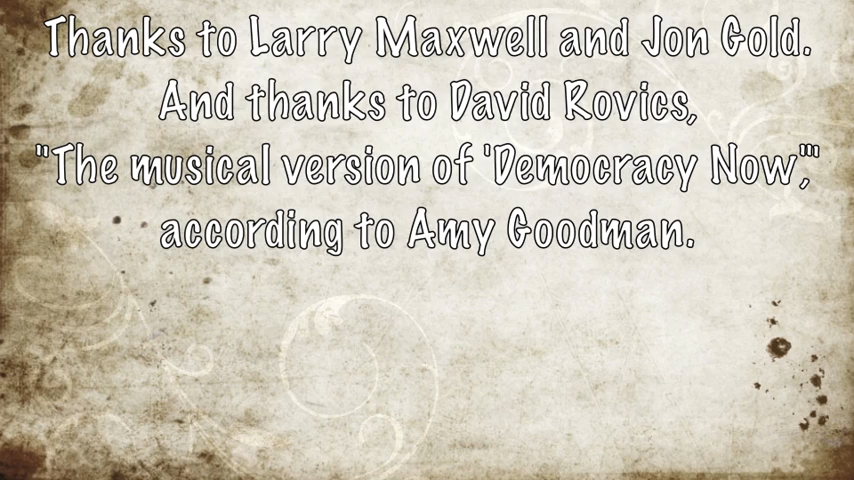 Thanks to Larry Maxwell and Jon Gold.
And thanks to David Rovics,
"The musical version of 'Democracy Now',"
according to Amy Goodman.